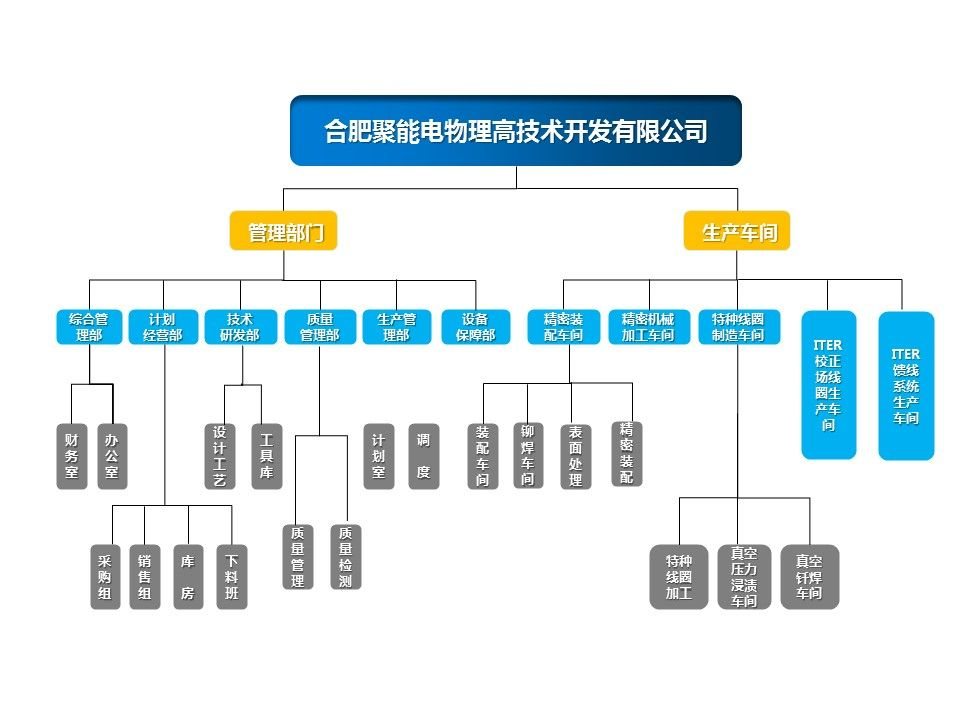 合肥聚能电物理高技术开发有限公司
管理部门
生产车间
综合管
理部
计划
经营部
技术
研发部
质量
管理部
生产管
理部
设备
保障部
精密装
配车间
精密机械
加工车间
特种线圈
制造车间
ITER
校正
场线
圈生
产车
间
ITER
馈线
系统
生产
车间
财务室
办公室
设计工艺
工具库
计划室
调度
装配车间
铆焊车间
表面处理
精密装配
采购组
销售组
库房
下料班
质量管理
质量检测
特种
线圈
加工
真空
压力
浸渍
车间
真空
钎焊
车间